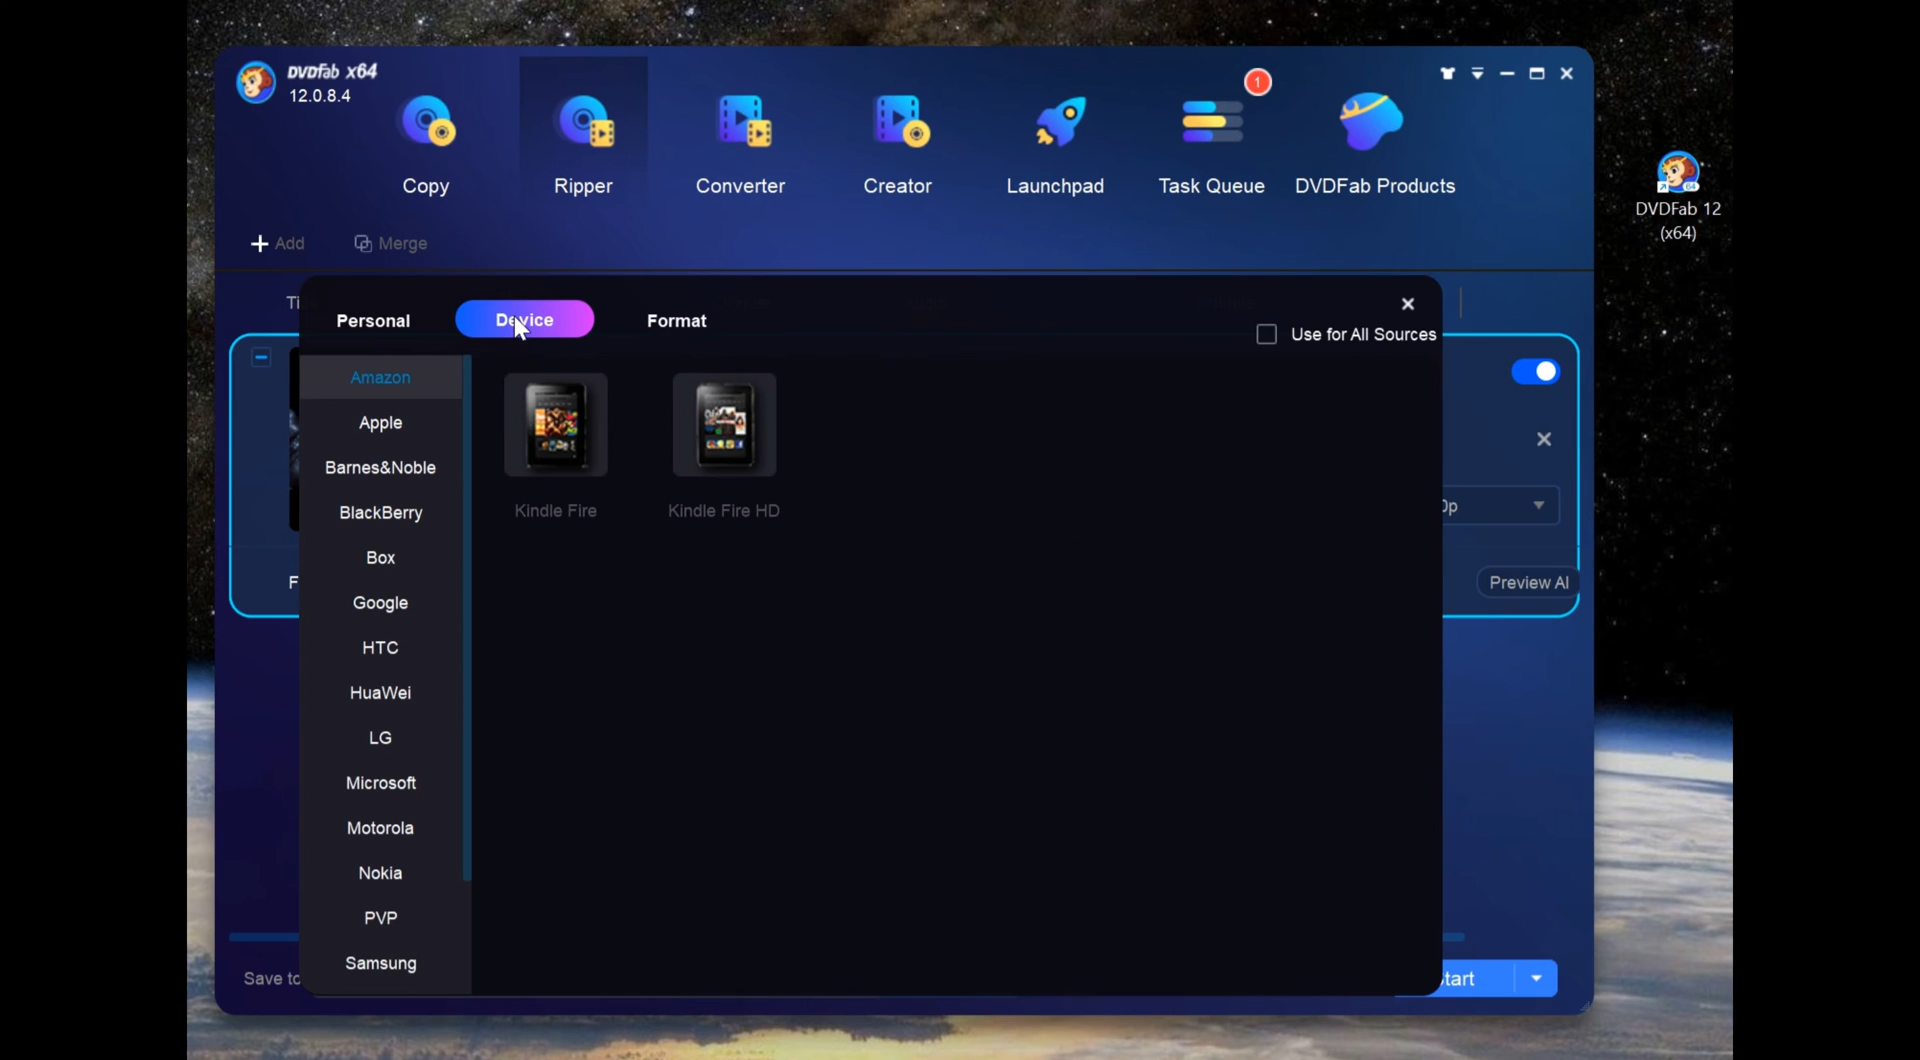 DVDFab x64
12.0.8.4
Copy
Ripper
Converter
Creator
Launchpad
1
Task Queue
DVDFab Products
Add
Merge
DVDFab 12
(x64)
Personal
Device
Format
Use for All Sources
Amazon
Apple
Barnes&Noble
BlackBerry
Box
Google
HTC
HuaWei
LG
Microsoft
Motorola
Nokia
PVP
Samsung
Kindle Fire
Kindle Fire HD
Preview AI
Save to